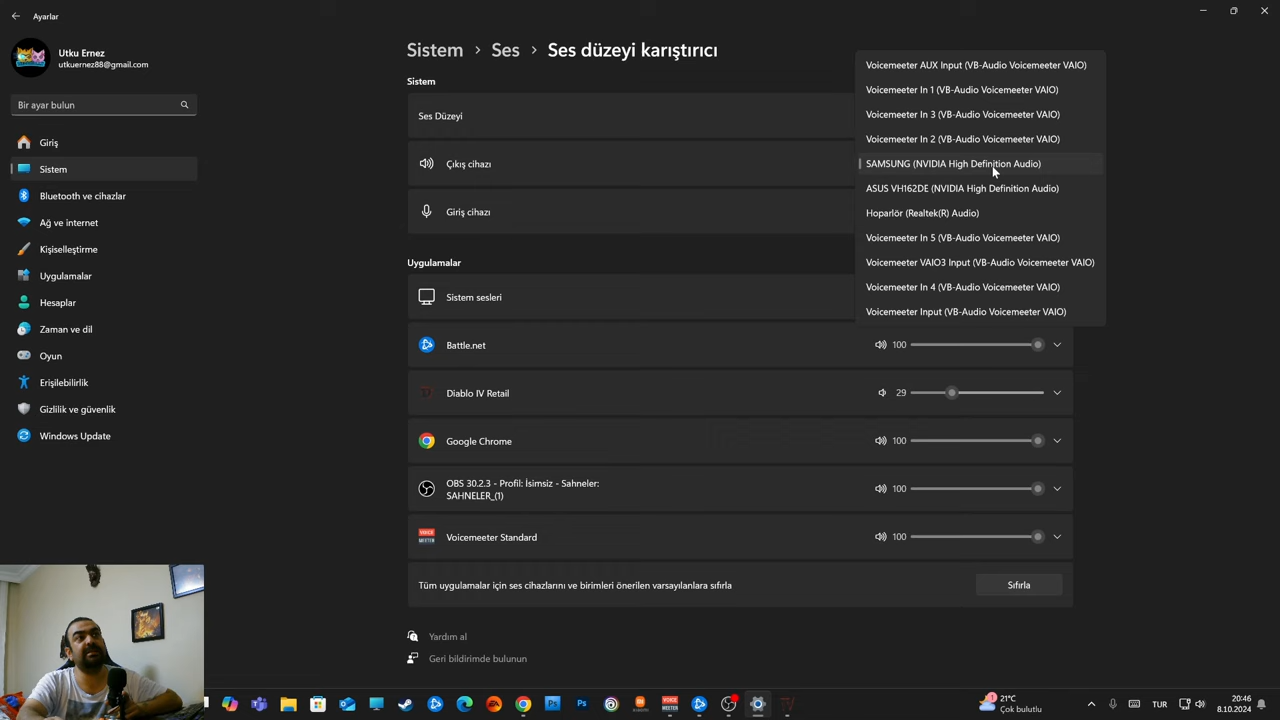 Ayarlar
Utku Ernez
utkuernez88@gmail.com
Bir ayar bulun
Giriş
Sistem
Bluetooth ve cihazlar
Ağ ve internet
Kişiselleştirme
Uygulamalar
Hesaplar
Zaman ve dil
Oyun
Erişilebilirlik
Gizlilik ve güvenlik
Windows Update
Sistem > Ses > Ses düzeyi karıştırıcı
Sistem
Ses Düzeyi
Çıkış cihazı
Giriş cihazı
Voicemeeter AUX Input (VB-Audio Voicemeeter VAIO)
Voicemeeter In 1 (VB-Audio Voicemeeter VAIO)
Voicemeeter In 3 (VB-Audio Voicemeeter VAIO)
Voicemeeter In 2 (VB-Audio Voicemeeter VAIO)
SAMSUNG (NVIDIA High Definition Audio)
ASUS VH162DE (NVIDIA High Definition Audio)
Hoparlör (Realtek(R) Audio)
Voicemeeter In 5 (VB-Audio Voicemeeter VAIO)
Voicemeeter VAIO3 Input (VB-Audio Voicemeeter VAIO)
Voicemeeter In 4 (VB-Audio Voicemeeter VAIO)
Voicemeeter Input (VB-Audio Voicemeeter VAIO)
Uygulamalar
Sistem sesleri
Battle.net 100
Diablo IV Retail 29
Google Chrome 100
OBS 30.2.3 - Profil: İsimsiz - Sahneler: 100
SAHNELER_(1)
VOICE MEETER
Voicemeeter Standard 100
Tüm uygulamalar için ses cihazlarını ve birimleri önerilen varsayılanlara sıfırla Sıfırla
Yardım al
Geri bildirimde bulunun
VOICE MEETER
21°C
Çok bulutlu
TUR
20:46
8.10.2024